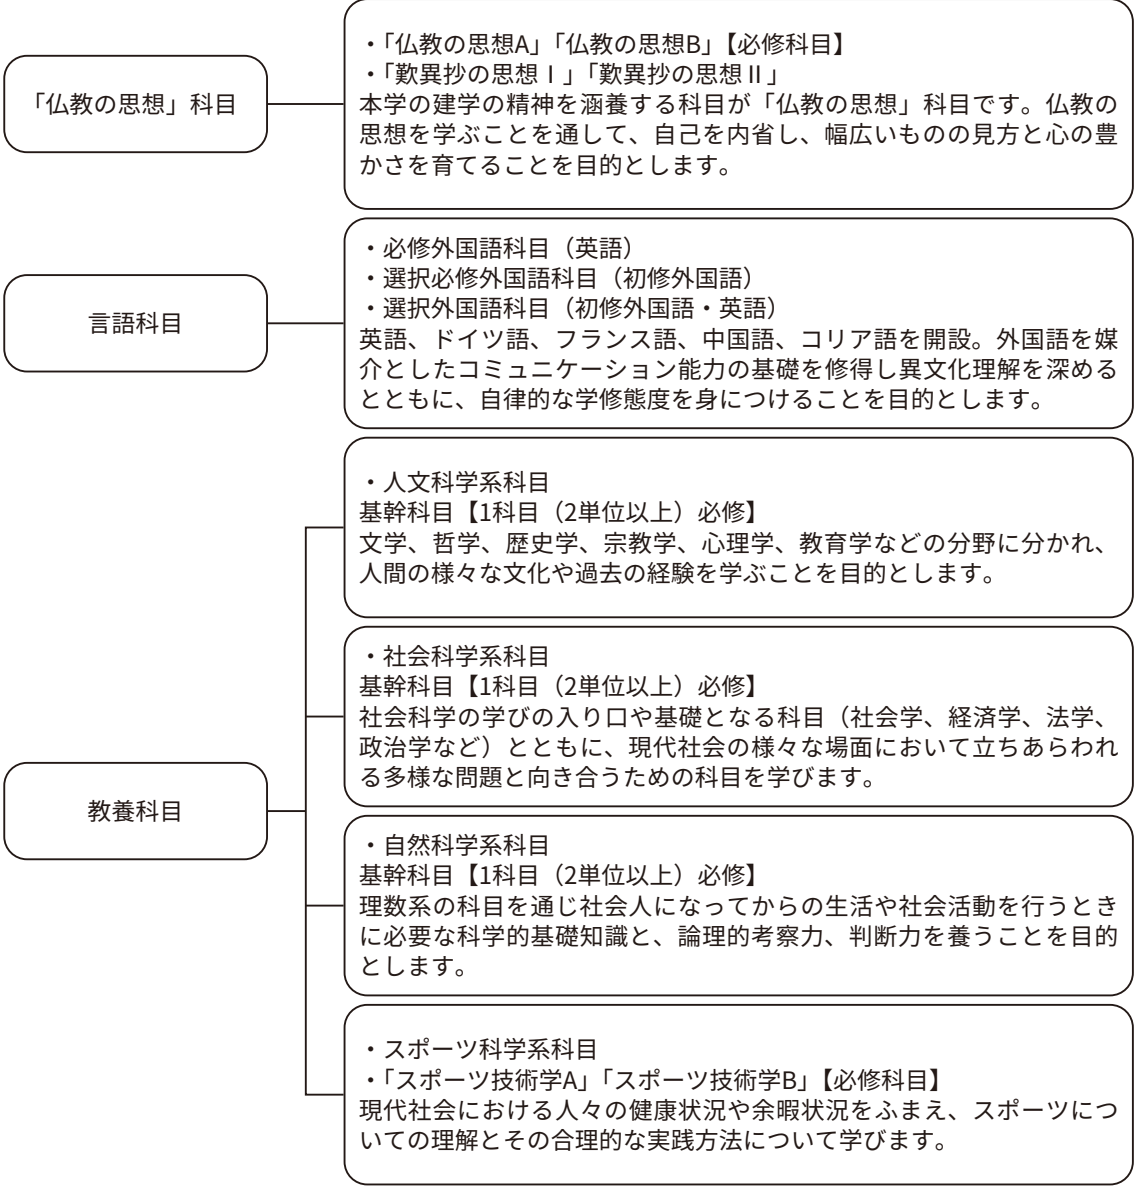 「仏教の思想」科目
・「仏教の思想A」「仏教の思想B」【必修科目】
・「歎異抄の思想Ⅰ」「歎異抄の思想Ⅱ」
本学の建学の精神を涵養する科目が「仏教の思想」科目です。仏教の
思想を学ぶことを通して、自己を内省し、幅広いものの見方と心の豊
かさを育てることを目的とします。
言語科目
・必修外国語科目（英語）
・選択必修外国語科目（初修外国語）
・選択外国語科目（初修外国語・英語）
英語、ドイツ語、フランス語、中国語、コリア語を開設。外国語を媒
介としたコミュニケーション能力の基礎を修得し異文化理解を深める
とともに、自律的な学修態度を身につけることを目的とします。
教養科目
・人文科学系科目
基幹科目【1科目（2単位以上）必修】
文学、哲学、歴史学、宗教学、心理学、教育学などの分野に分かれ、
人間の様々な文化や過去の経験を学ぶことを目的とします。
・社会科学系科目
基幹科目【1科目（2単位以上）必修】
社会科学の学びの入り口や基礎となる科目（社会学、経済学、法学、
政治学など）とともに、現代社会の様々な場面において立ちあらわれ
る多様な問題と向き合うための科目を学びます。
・自然科学系科目
基幹科目【1科目（2単位以上）必修】
理数系の科目を通じ社会人になってからの生活や社会活動を行うとき
に必要な科学的基礎知識と、論理的考察力、判断力を養うことを目的
とします。
・スポーツ科学系科目
・「スポーツ技術学A」「スポーツ技術学B」【必修科目】
現代社会における人々の健康状況や余暇状況をふまえ、スポーツにつ
いての理解とその合理的な実践方法について学びます。